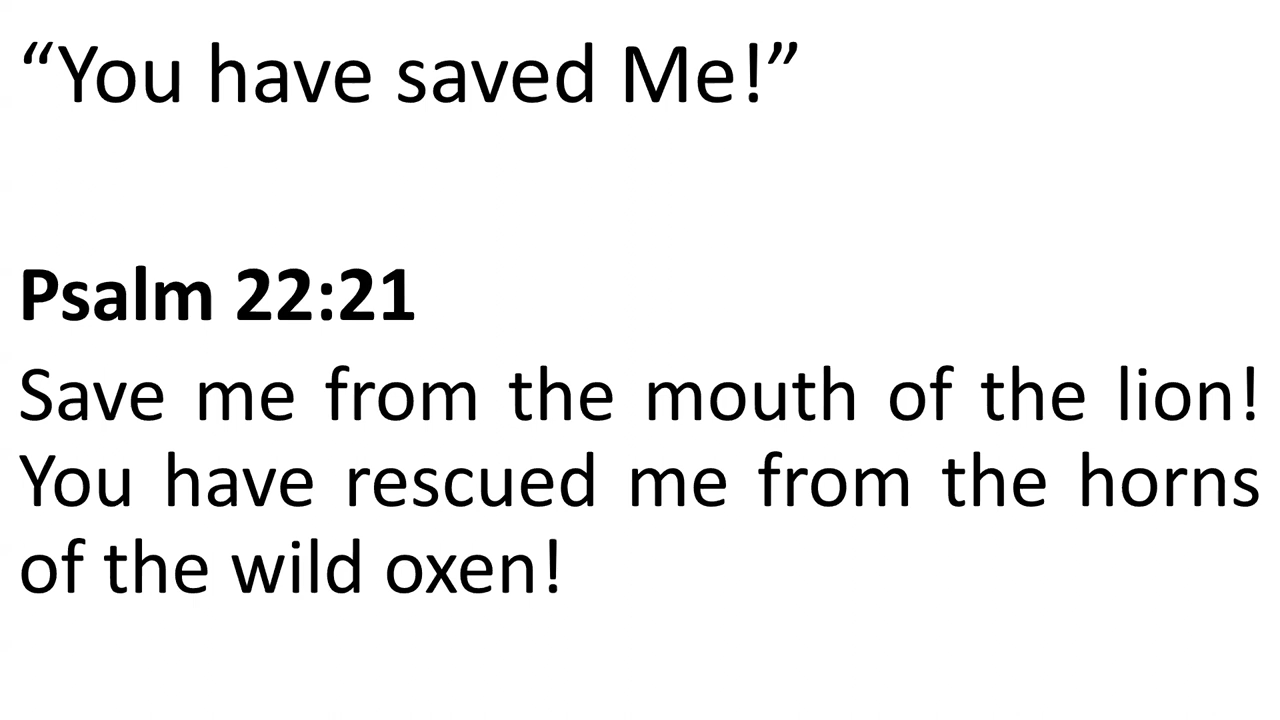 “You have saved Me!”
Psalm 22:21
Save me from the mouth of the lion!
You have rescued me from the horns
of the wild oxen!